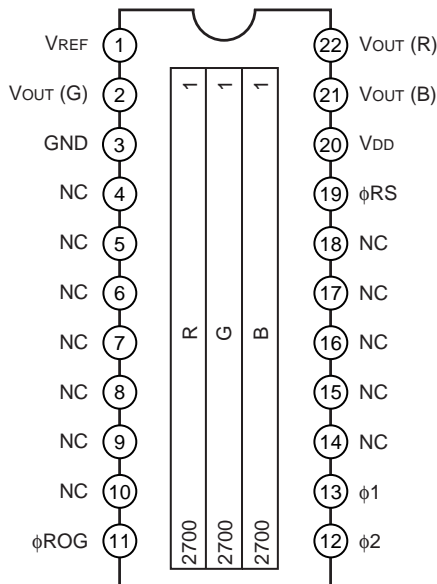 VREF 1
VOUT (G) 2
GND 3
NC 4
NC 5
NC 6
NC 7
NC 8
NC 9
NC 10
ϕROG 11
1 1 1
R G B
2700 2700 2700
22 VOUT (R)
21 VOUT (B)
20 VDD
19 ϕRS
18 NC
17 NC
16 NC
15 NC
14 NC
13 ϕ1
12 ϕ2